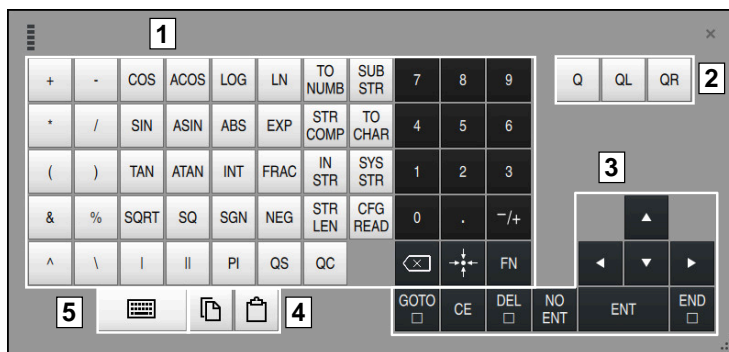 1
×
+ - COS ACOS LOG LN TO NUMB SUB STR 7 8 9 Q QL QR 2
* / SIN ASIN ABS EXP STR COMP TO CHAR 4 5 6
( ) TAN ATAN INT FRAC IN STR SYS STR 1 2 3 3
& % SQRT SQ SGN NEG STR LEN CFG READ 0 . −/+
^ \ | || PI QS QC FN
5 4 GOTO □ CE DEL □ NO ENT ENT END □